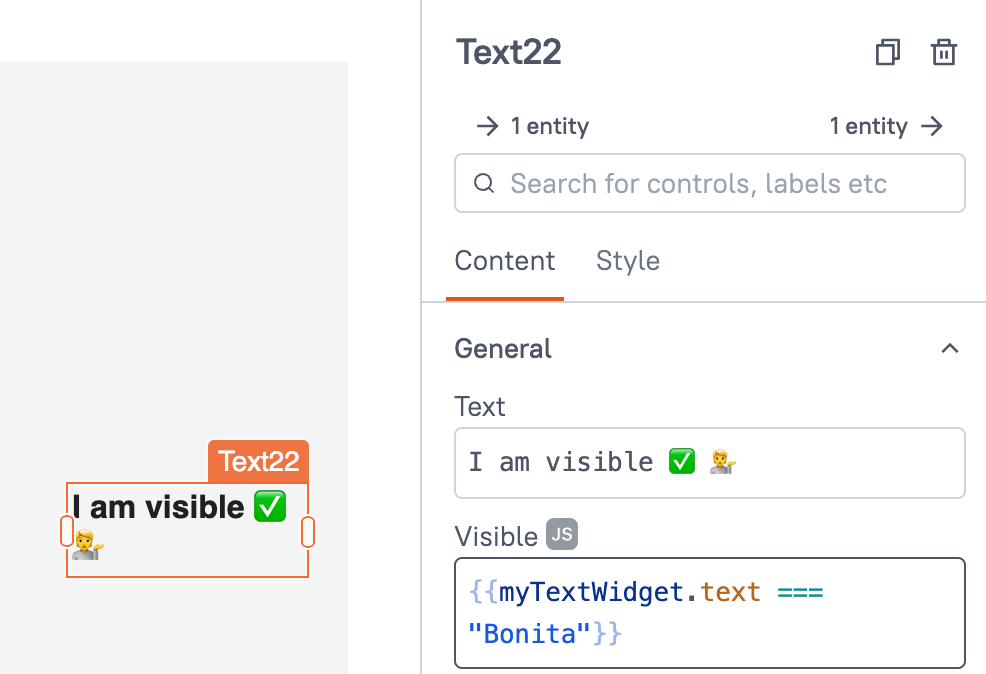 Text22
→ 1 entity
1 entity →
Search for controls, labels etc
Content
Style
General
Text
I am visible ✅ 💁
Visible JS
{{myTextWidget.text ===
"Bonita"}}
Text22
I am visible ✅
💁